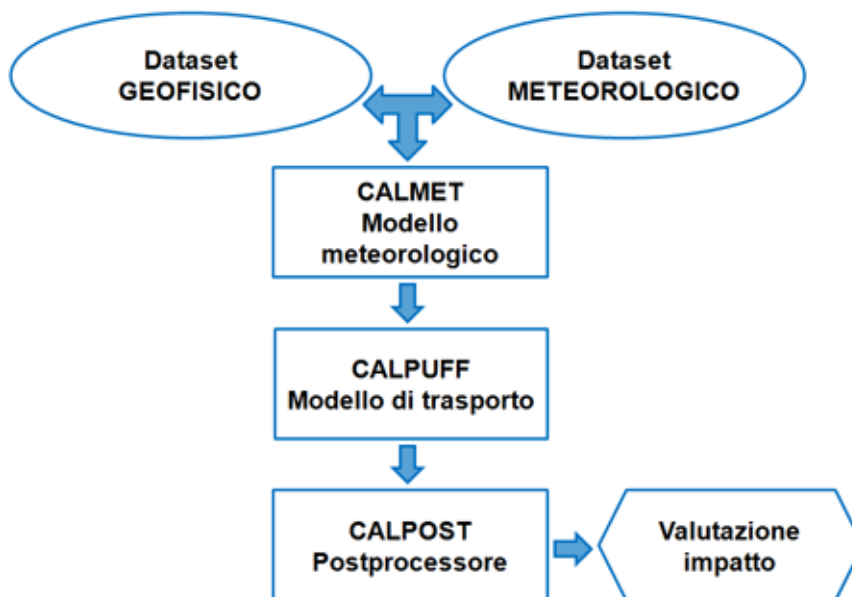 Dataset
GEOFISICO
Dataset
METEOROLOGICO
CALMET
Modello
meteorologico
CALPUFF
Modello di trasporto
CALPOST
Postprocessore
Valutazione
impatto